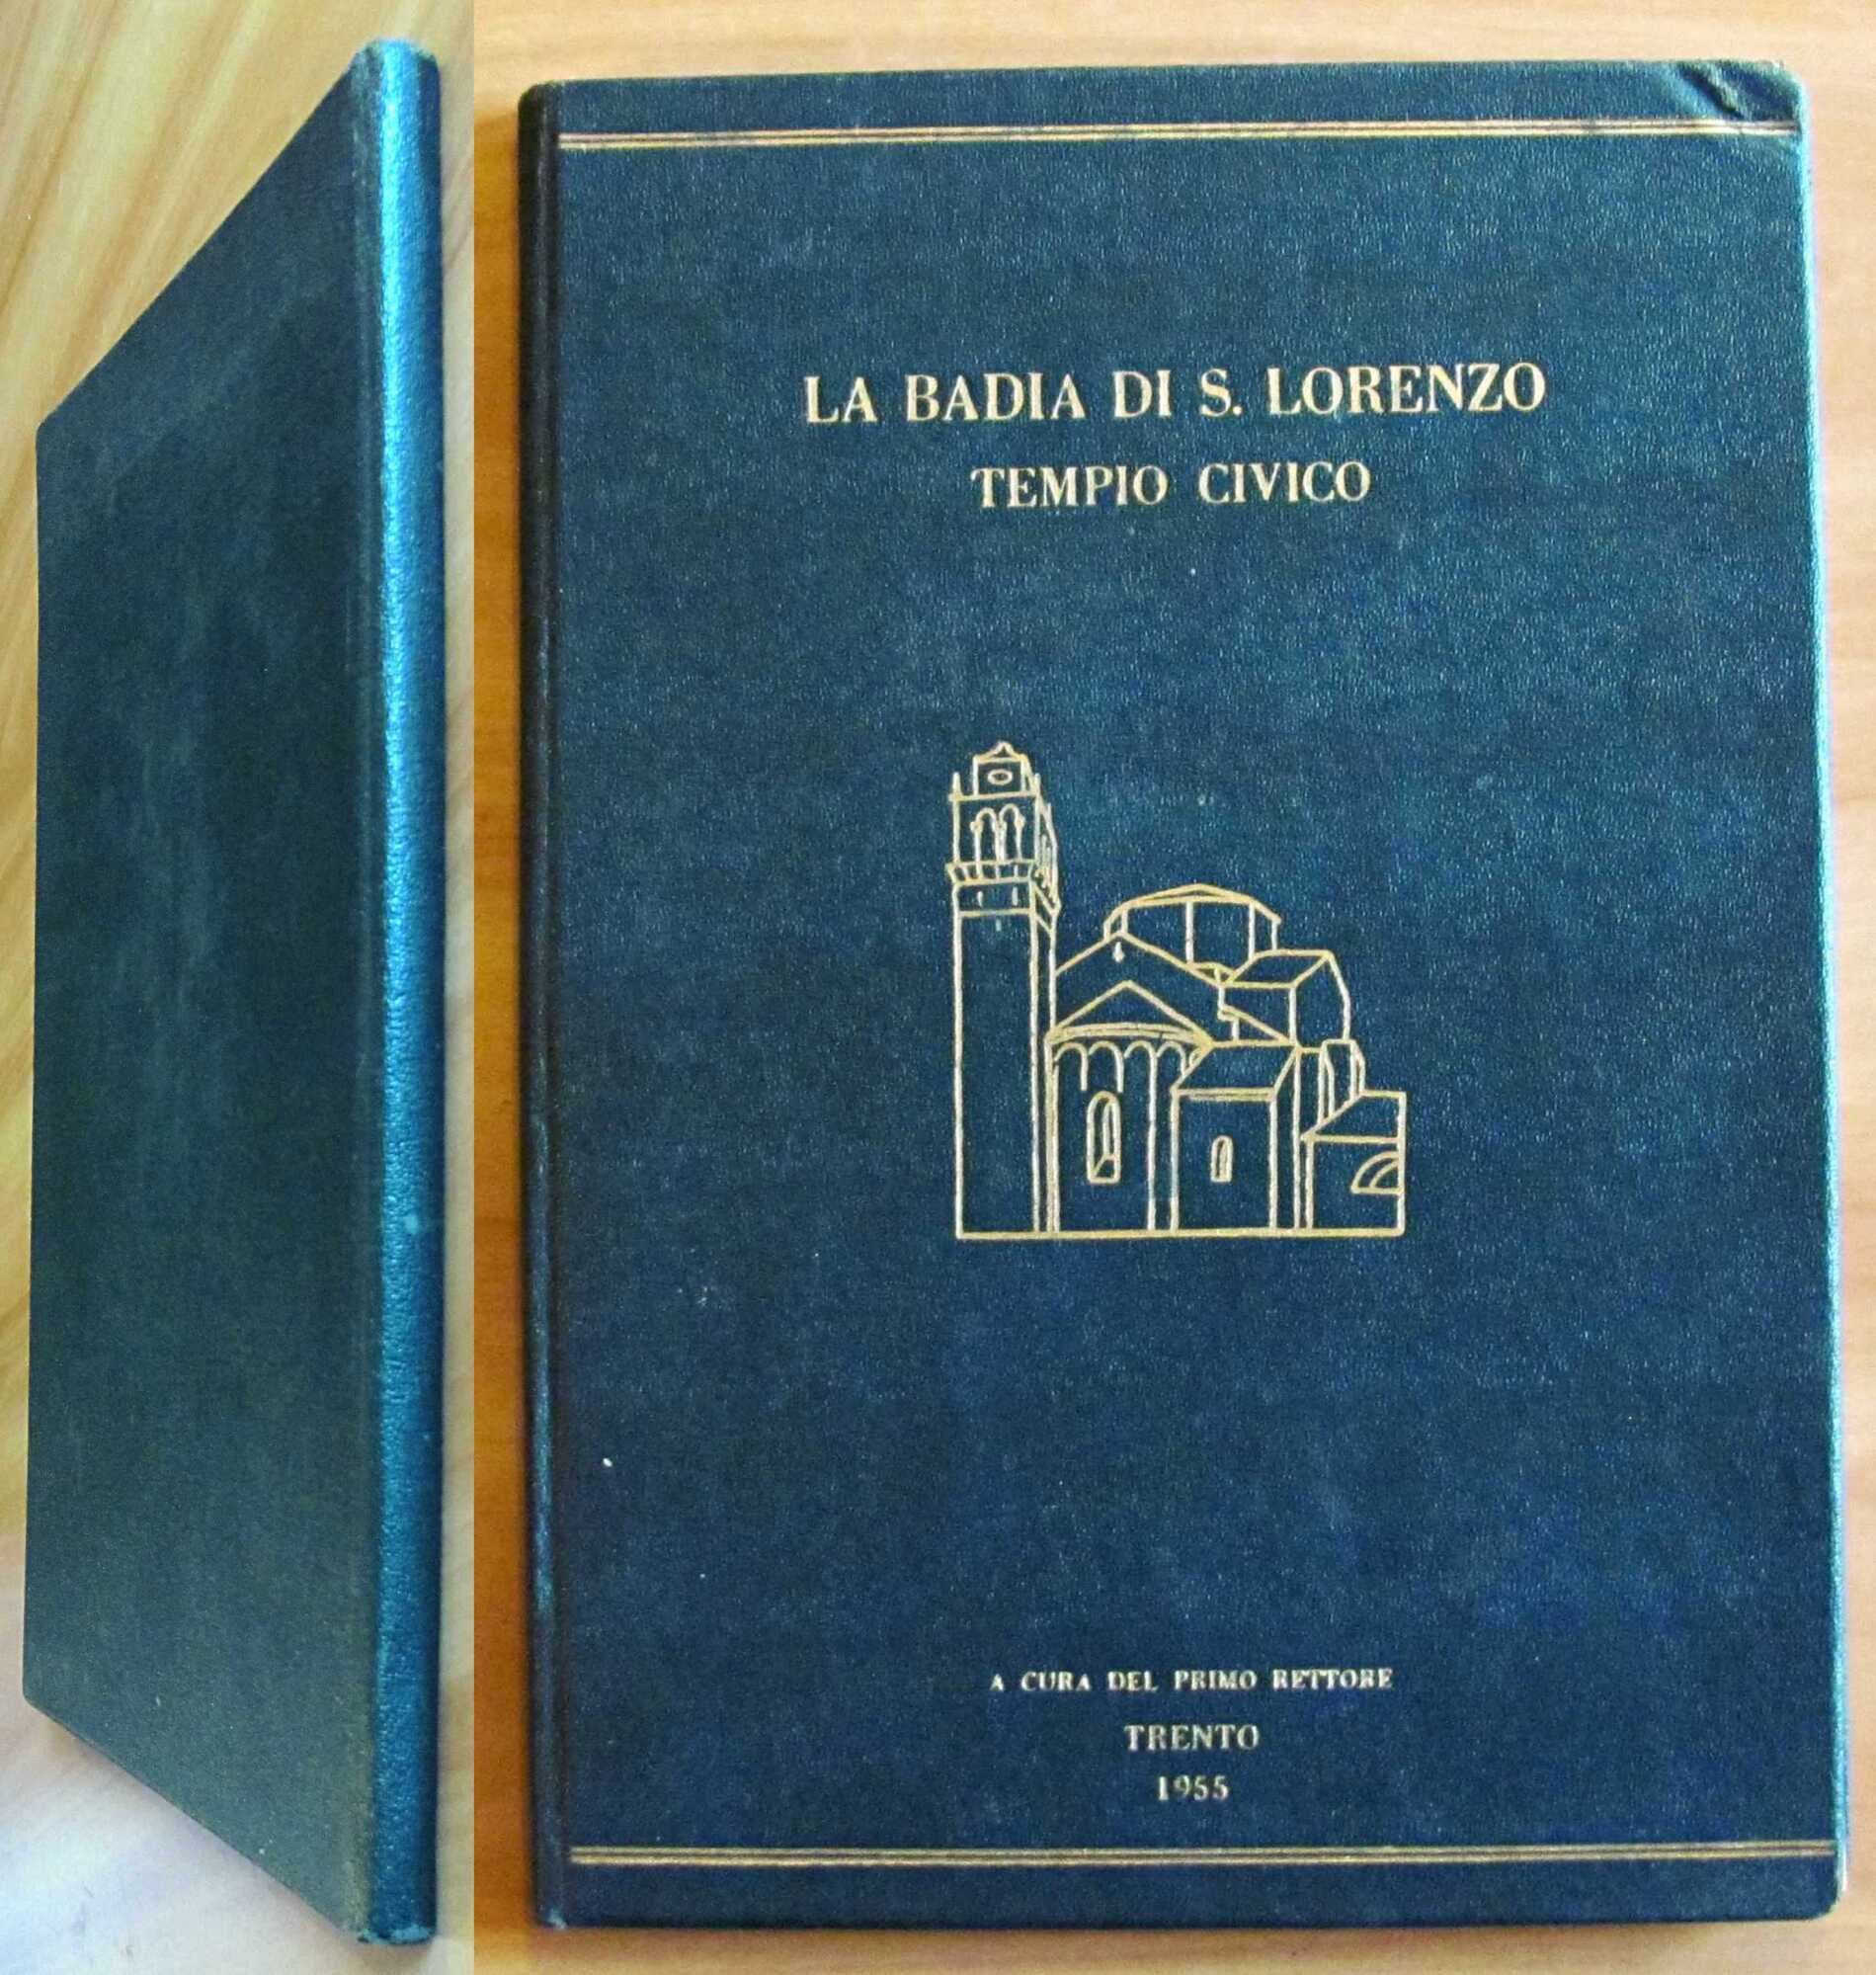 LA BADIA DI S. LORENZO
TEMPIO CIVICO
A CURA DEL PRIMO RETTORE
TRENTO
1955